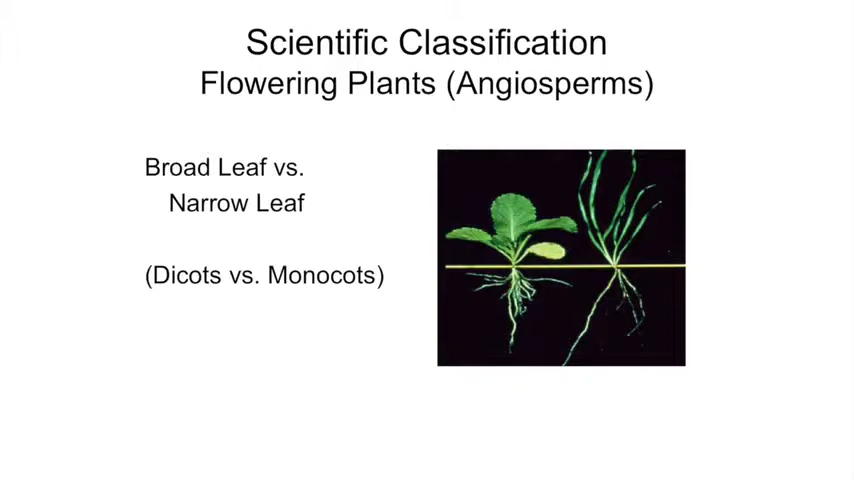 Scientific Classification
Flowering Plants (Angiosperms)
Broad Leaf vs.
Narrow Leaf
(Dicots vs. Monocots)